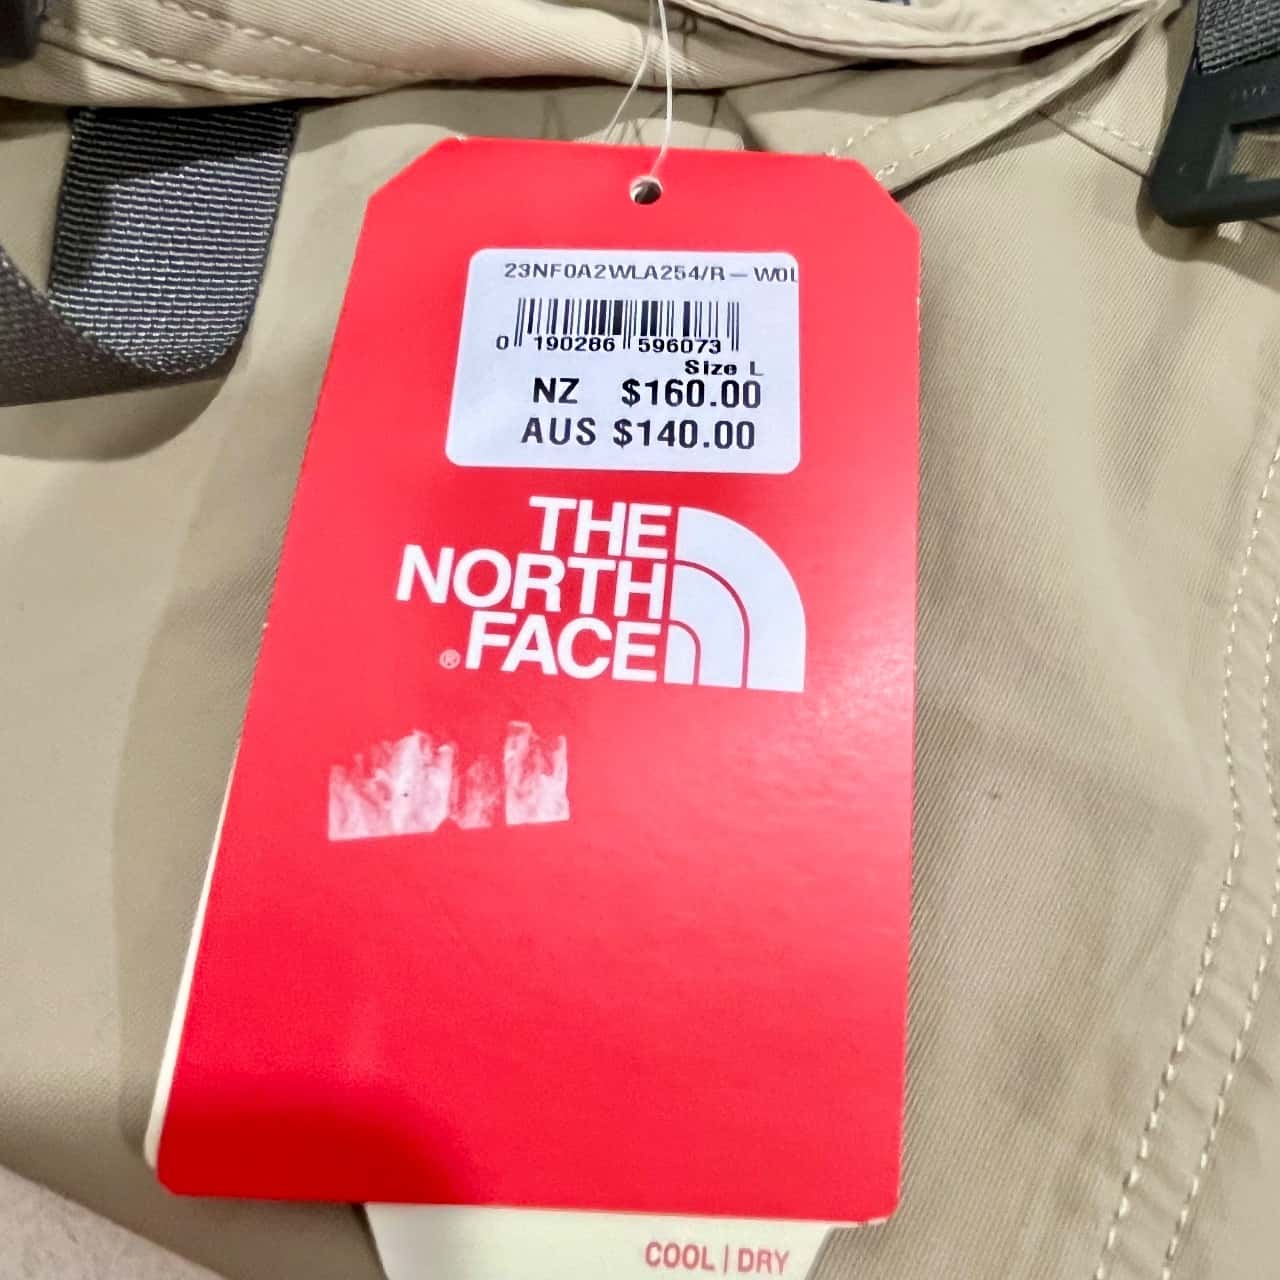 23NF0A2WLA254/R—W0L
0 190286 596073
Size L
NZ $160.00
AUS $140.00
THE
NORTH
® FACE
COOL | DRY